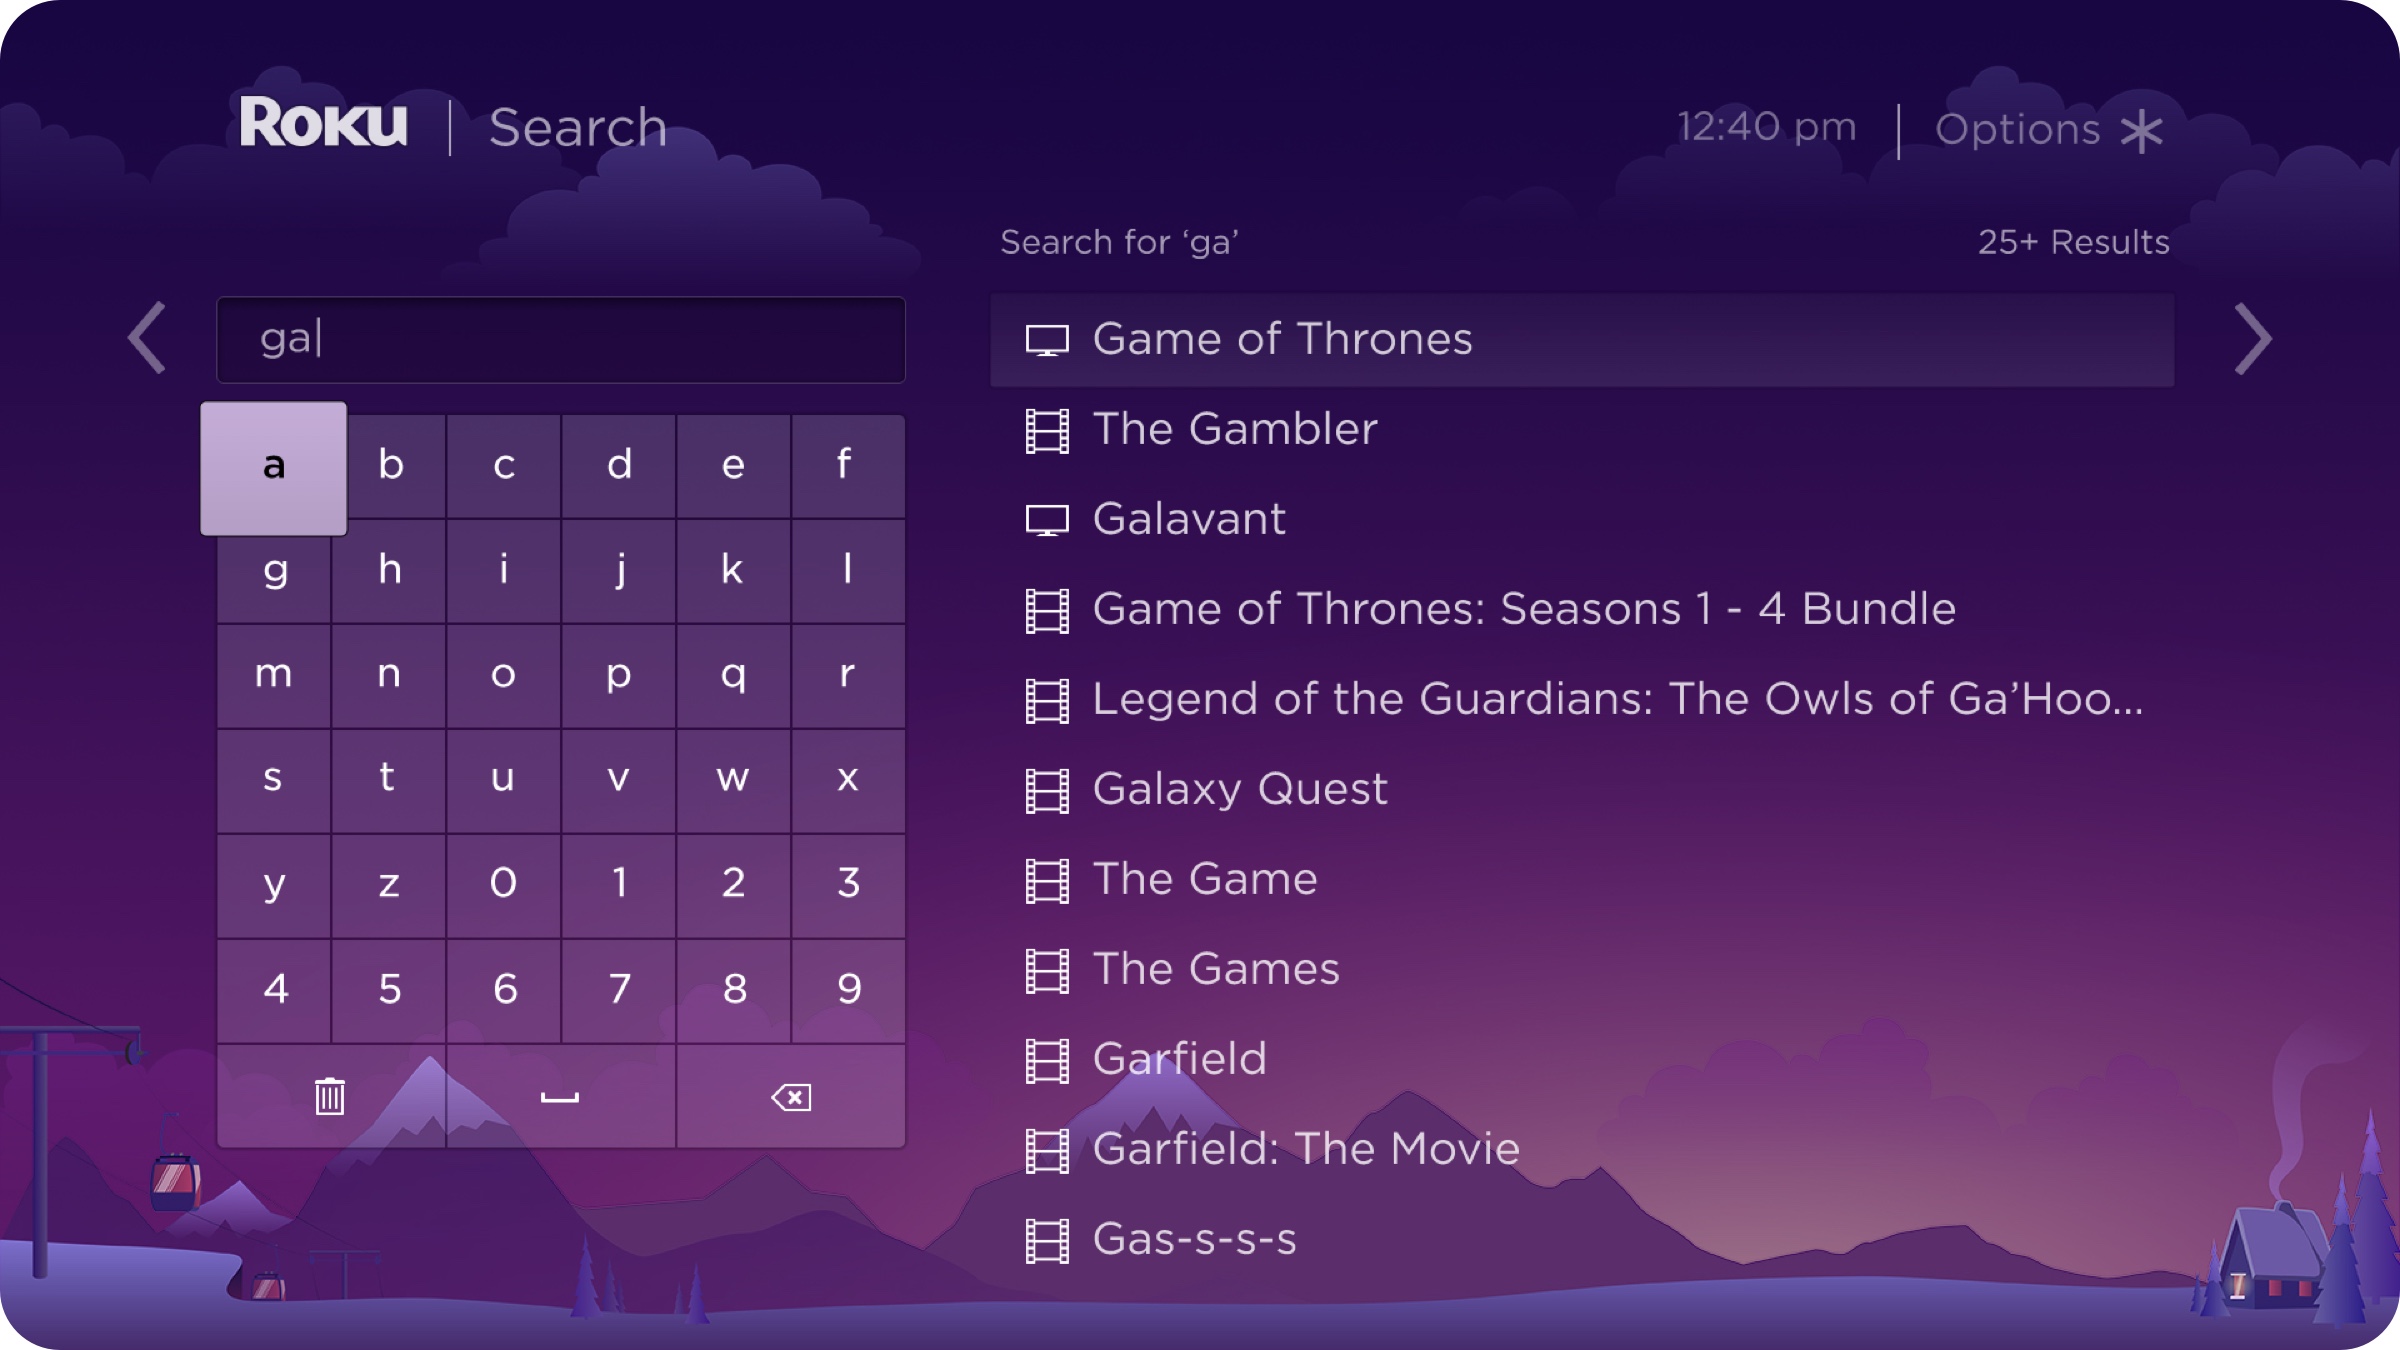 Roku | Search
12:40 pm | Options
Search for ‘ga’
25+ Results
ga
Game of Thrones
The Gambler
Galavant
Game of Thrones: Seasons 1 - 4 Bundle
Legend of the Guardians: The Owls of Ga’Hoo...
Galaxy Quest
The Game
The Games
Garfield
Garfield: The Movie
Gas-s-s-s
a b c d e f
g h i j k l
m n o p q r
s t u v w x
y z 0 1 2 3
4 5 6 7 8 9